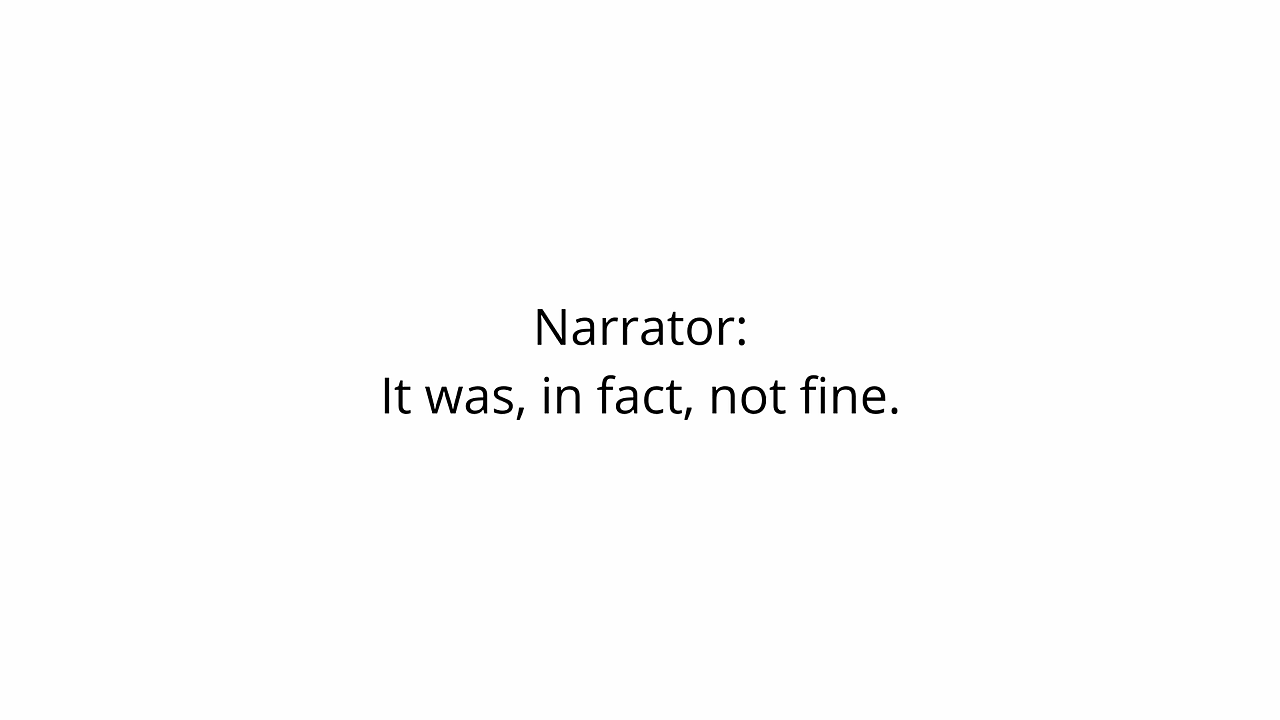 Narrator:
It was, in fact, not fine.